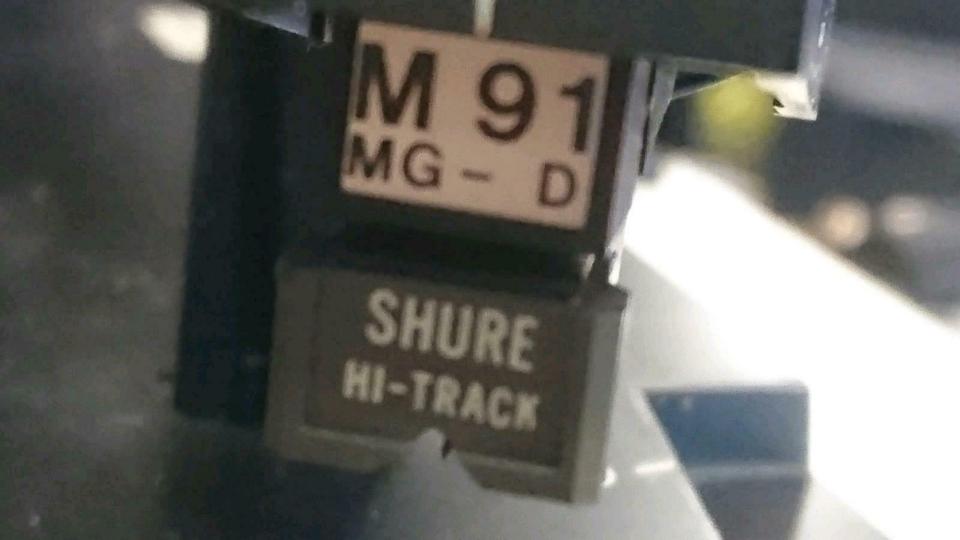 M 91
MG - D
SHURE
HI-TRACK